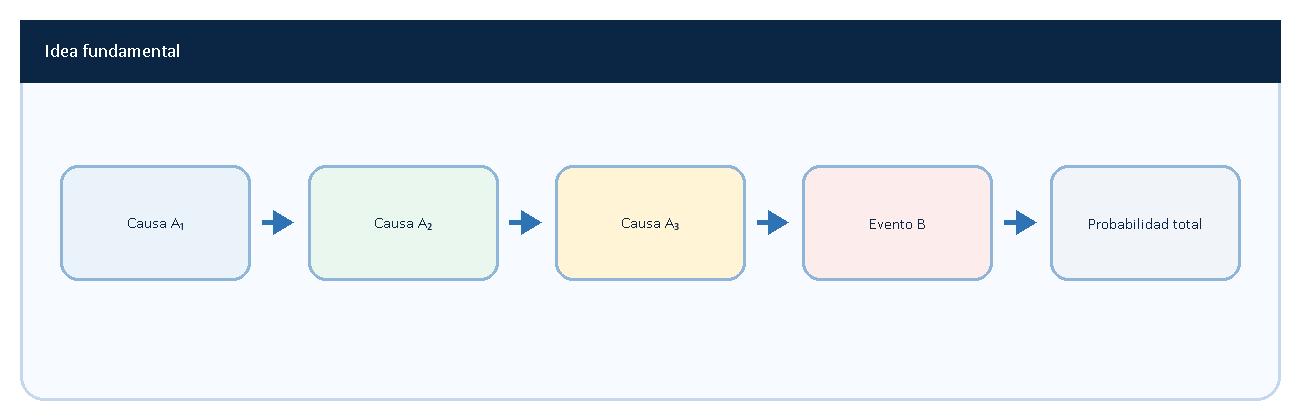 Idea fundamental
Causa A₁
Causa A₂
Causa A₃
Evento B
Probabilidad total